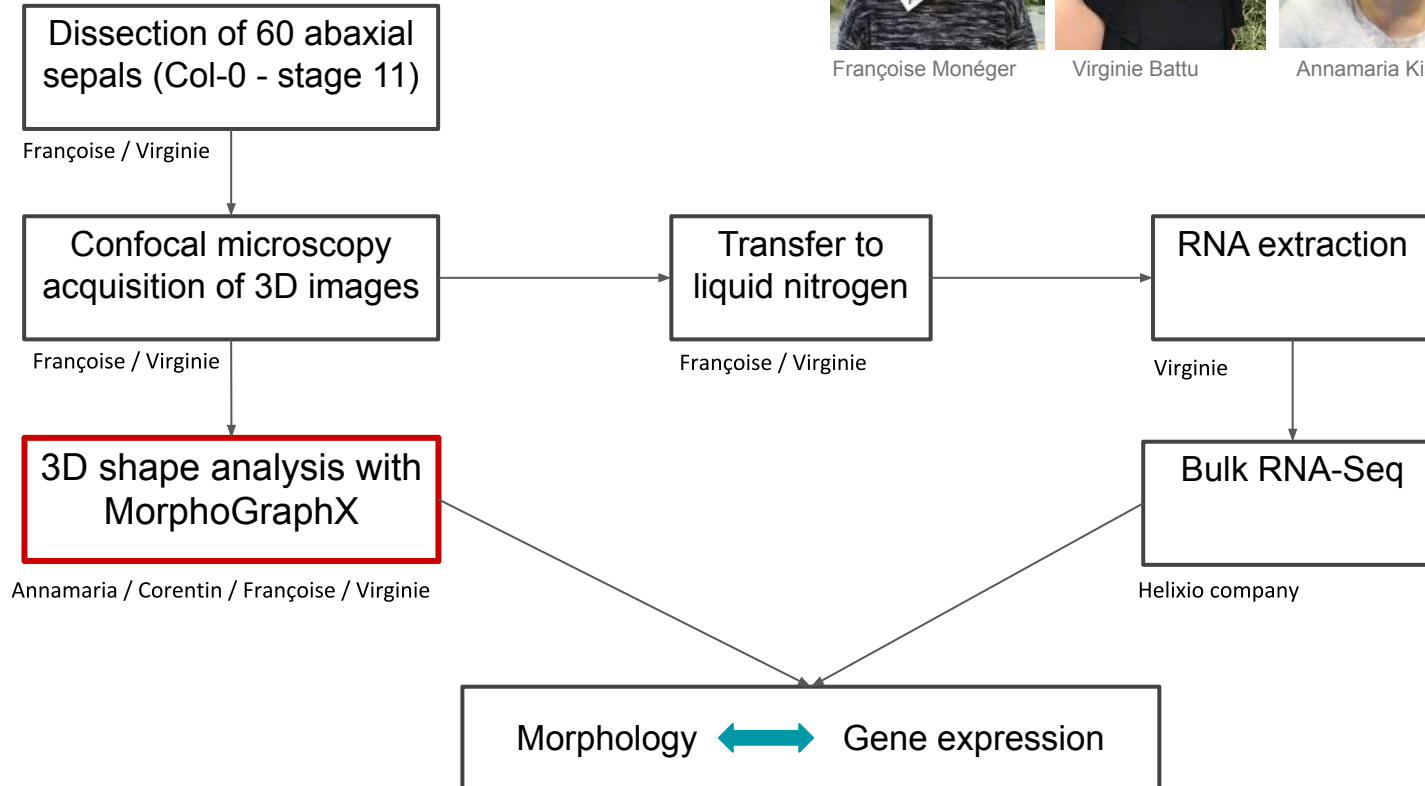 Dissection of 60 abaxial
sepals (Col-0 - stage 11)
Françoise / Virginie
Françoise Monéger
Virginie Battu
Annamaria Ki
Confocal microscopy
acquisition of 3D images
Françoise / Virginie
Transfer to
liquid nitrogen
Françoise / Virginie
RNA extraction
Virginie
3D shape analysis with
MorphoGraphX
Annamaria / Corentin / Françoise / Virginie
Bulk RNA-Seq
Helixio company
Morphology
Gene expression